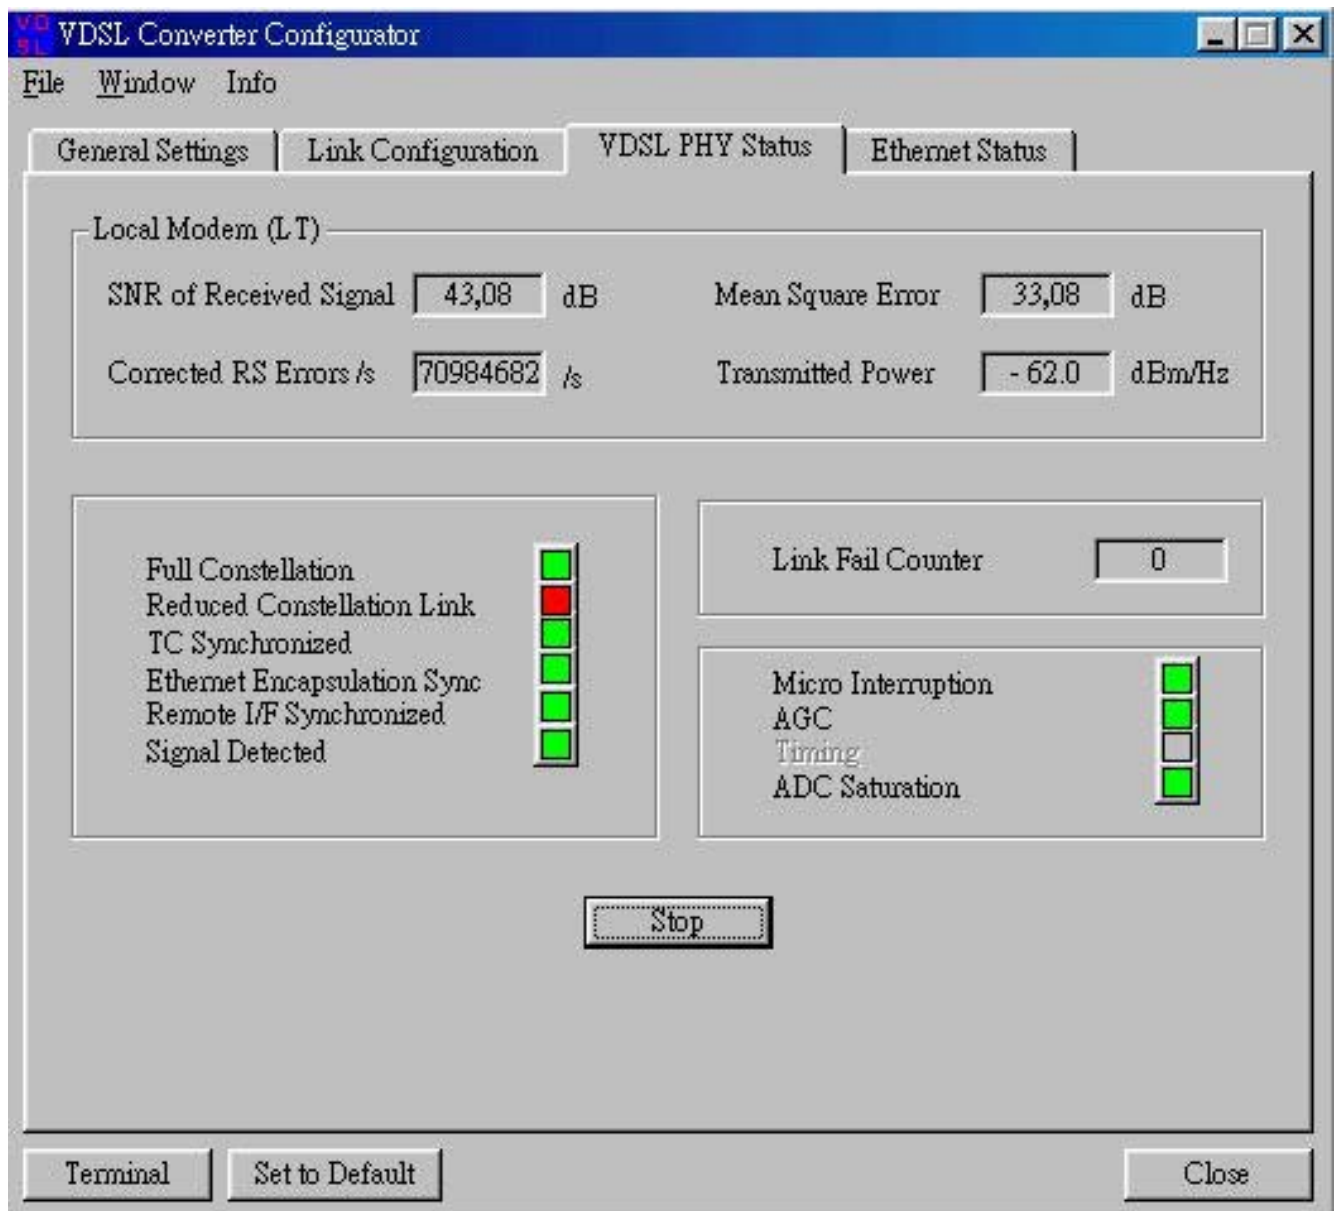 VD
SL
VDSL Converter Configurator
File Window Info
General Settings Link Configuration VDSL PHY Status Ethernet Status
Local Modem (LT)
SNR of Received Signal 43,08 dB Mean Square Error 33,08 dB
Corrected RS Errors /s 70984682 /s Transmitted Power - 62.0 dBm/Hz
Full Constellation
Reduced Constellation Link
TC Synchronized
Ethernet Encapsulation Sync
Remote I/F Synchronized
Signal Detected
Link Fail Counter 0
Micro Interruption
AGC
Timing
ADC Saturation
Stop
Terminal Set to Default Close